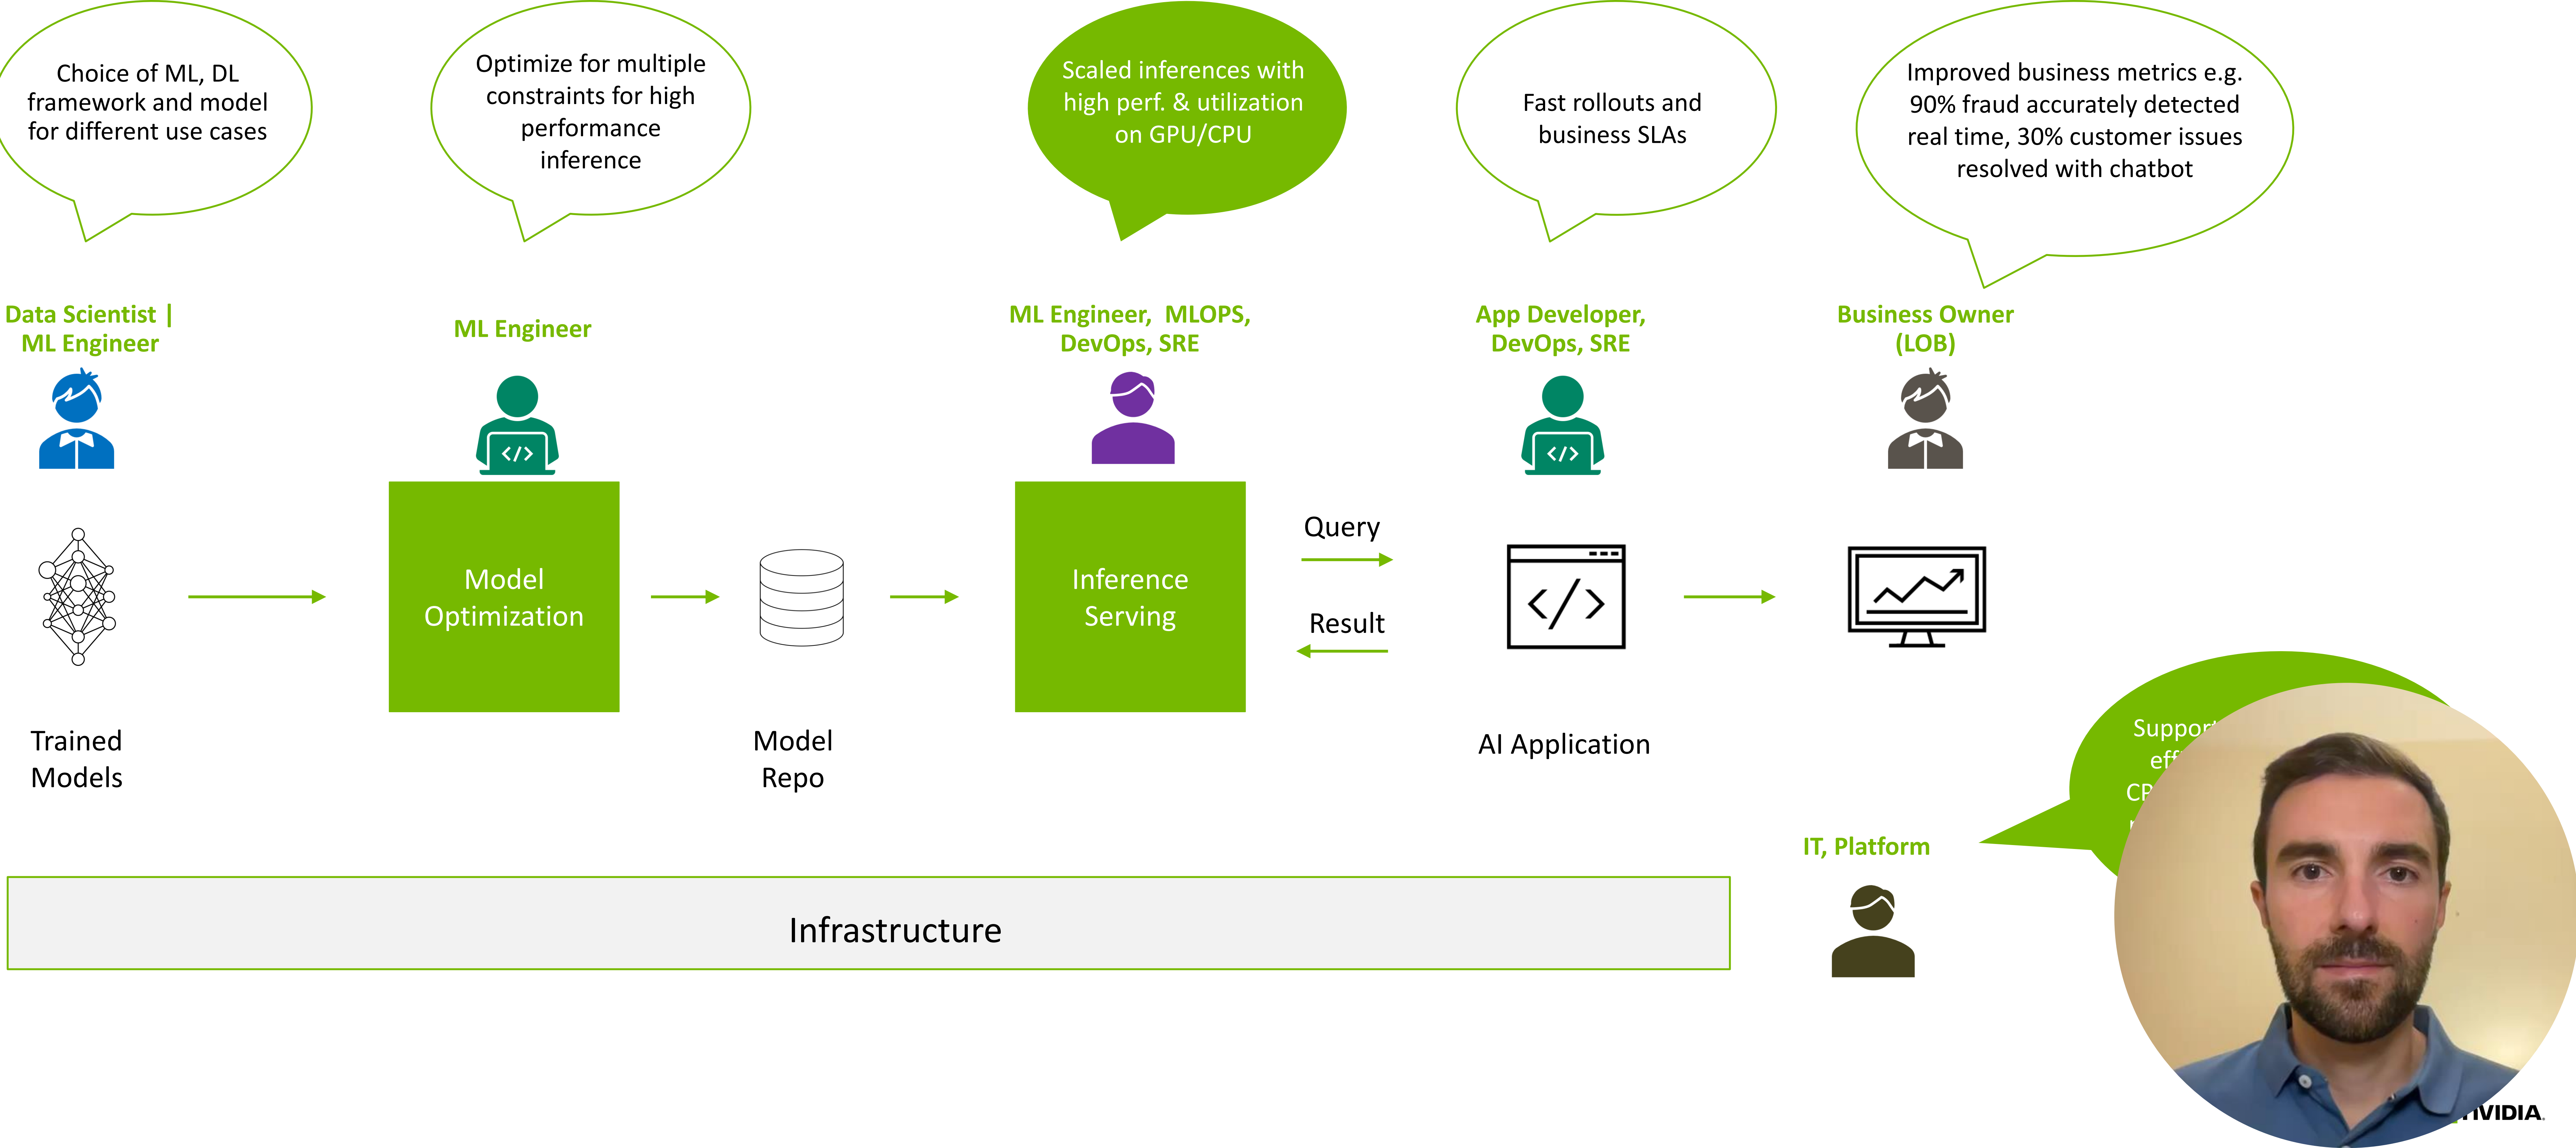 Choice of ML, DL
framework and model
for different use cases
Optimize for multiple
constraints for high
performance
inference
Scaled inferences with
high perf. & utilization
on GPU/CPU
Fast rollouts and
business SLAs
Improved business metrics e.g.
90% fraud accurately detected
real time, 30% customer issues
resolved with chatbot
Data Scientist |
ML Engineer
ML Engineer
ML Engineer,  MLOPS,
DevOps, SRE
App Developer,
DevOps, SRE
Business Owner
(LOB)
</>
</>
Model
Optimization
Inference
Serving
Query
Result
</>
Trained
Models
Model
Repo
AI Application
IT, Platform
Infrastructure